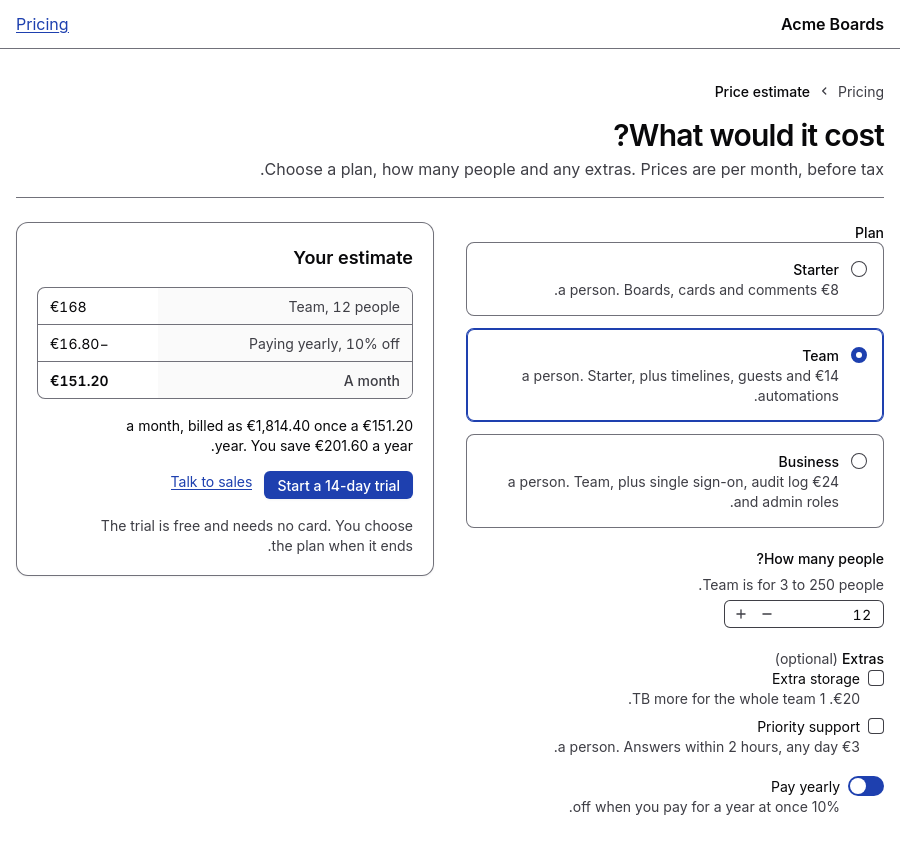 Acme Boards
Pricing
Pricing
Price estimate
?What would it cost
.Choose a plan, how many people and any extras. Prices are per month, before tax
Plan
Starter
.a person. Boards, cards and comments €8
Team
a person. Starter, plus timelines, guests and €14
.automations
Business
a person. Team, plus single sign-on, audit log €24
.and admin roles
?How many people
.Team is for 3 to 250 people
12
(optional) Extras
Extra storage
.TB more for the whole team 1 .€20
Priority support
.a person. Answers within 2 hours, any day €3
Pay yearly
.off when you pay for a year at once 10%
Your estimate
Team, 12 people
€168
Paying yearly, 10% off
€16.80−
A month
€151.20
a month, billed as €1,814.40 once a €151.20
.year. You save €201.60 a year
Start a 14-day trial
Talk to sales
The trial is free and needs no card. You choose
.the plan when it ends